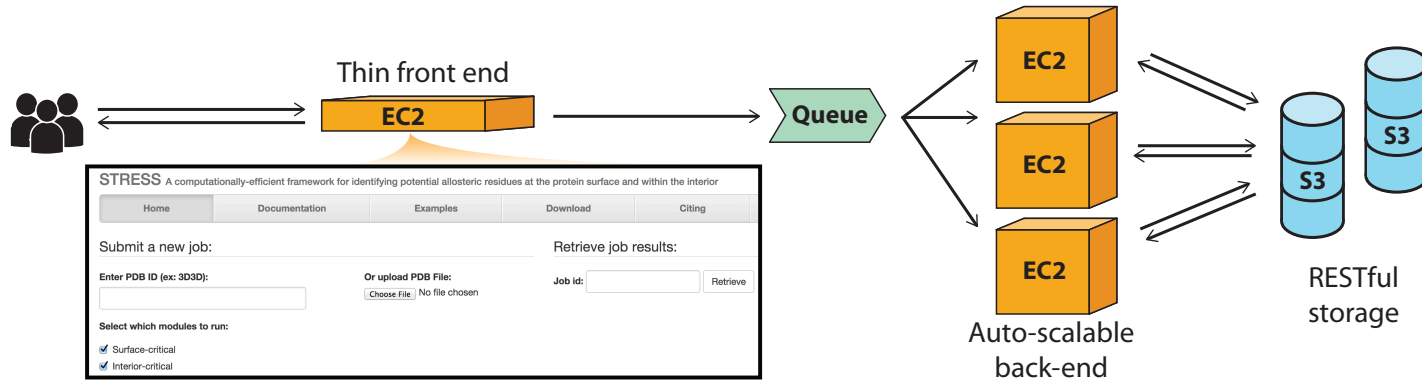 Thin front end
EC2
Queue
EC2
EC2
EC2
Auto-scalable
back-end
S3
S3
RESTful
storage
STRESS A computationally-efficient framework for identifying potential allosteric residues at the protein surface and within the interior
Home Documentation Examples Download Citing
Submit a new job: Retrieve job results:
Enter PDB ID (ex: 3D3D): Or upload PDB File: Job id: Retrieve
Choose File No file chosen
Select which modules to run:
Surface-critical
Interior-critical